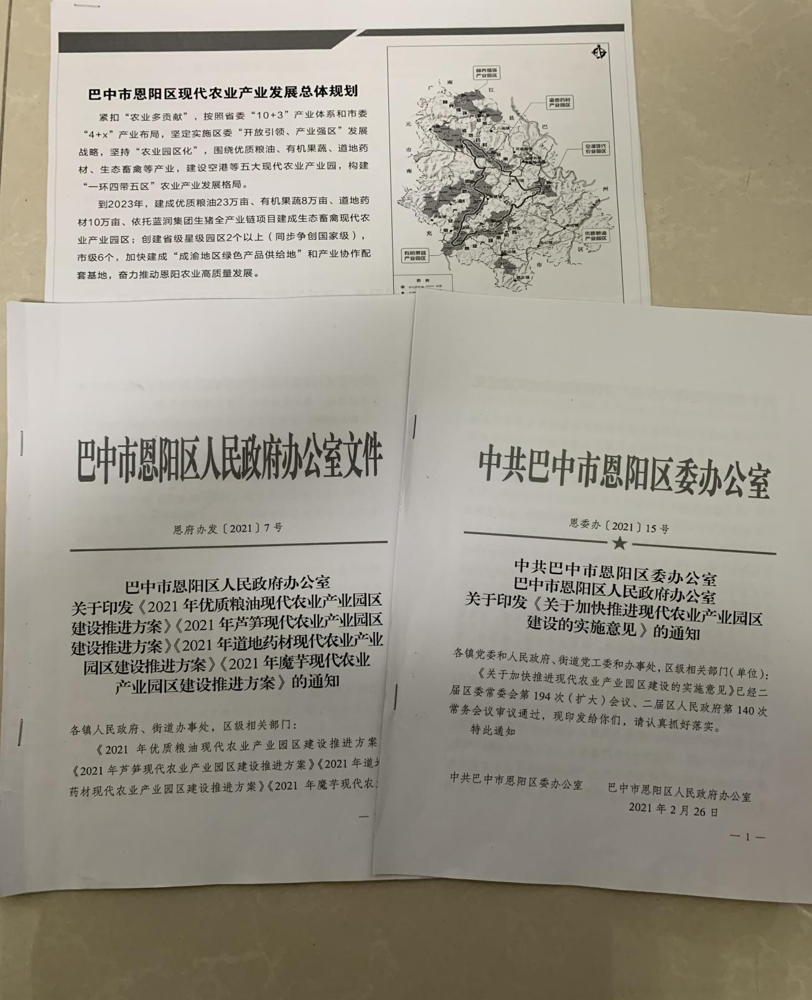 巴中市恩阳区现代农业产业发展总体规划
紧扣“农业多贡献”，按照省委“10+3”产业体系和市委
“4+x”产业布局，坚定实施区委“开放引领、产业强区”发展
战略，坚持“农业园区化”，围绕优质粮油、有机果蔬、道地药
材、生态畜禽等产业，建设空港等五大现代农业产业园，构建
“一环四带五区”农业产业发展格局。
到2023年，建成优质粮油23万亩、有机果蔬8万亩、道地药
材10万亩、依托蓝润集团生猪全产业链项目建成生态畜禽现代农
业产业园区；创建省级星级园区2个以上（同步争创国家级），
市级6个，加快建成“成渝地区绿色产品供给地”和产业协作配
套基地，奋力推动恩阳农业高质量发展。
种养循环
产业园区
道地药材
产业园区
空港现代
农业园区
优质粮油
产业园区
有机果蔬
产业园区
南
江
县
巴
州
区
广
元
市
南
充
市
图 例
巴中市恩阳区人民政府办公室文件
恩府办发〔2021〕7号
巴中市恩阳区人民政府办公室
关于印发《2021年优质粮油现代农业产业园区
建设推进方案》《2021年芦笋现代农业产业园区
建设推进方案》《2021年道地药材现代农业产业
园区建设推进方案》《2021年魔芋现代农业
产业园区建设推进方案》的通知
各镇人民政府、街道办事处，区级相关部门：
《2021 年优质粮油现代农业产业园区建设推进方案
《2021年芦笋现代农业产业园区建设推进方案》《2021年道
药材现代农业产业园区建设推进方案》《2021 年魔芋现代农
中共巴中市恩阳区委办公室
恩委办〔2021〕15号
中共巴中市恩阳区委办公室
巴中市恩阳区人民政府办公室
关于印发《关于加快推进现代农业产业园区
建设的实施意见》的通知
各镇党委和人民政府、街道党工委和办事处，区级相关部门（单位）：
《关于加快推进现代农业产业园区建设的实施意见》已经二
届区委常委会第194次（扩大）会议、二届区人民政府第140次
常务会议审议通过，现印发给你们，请认真抓好落实。
特此通知
中共巴中市恩阳区委办公室 巴中市恩阳区人民政府办公室
2021年2月26日
— 1 —